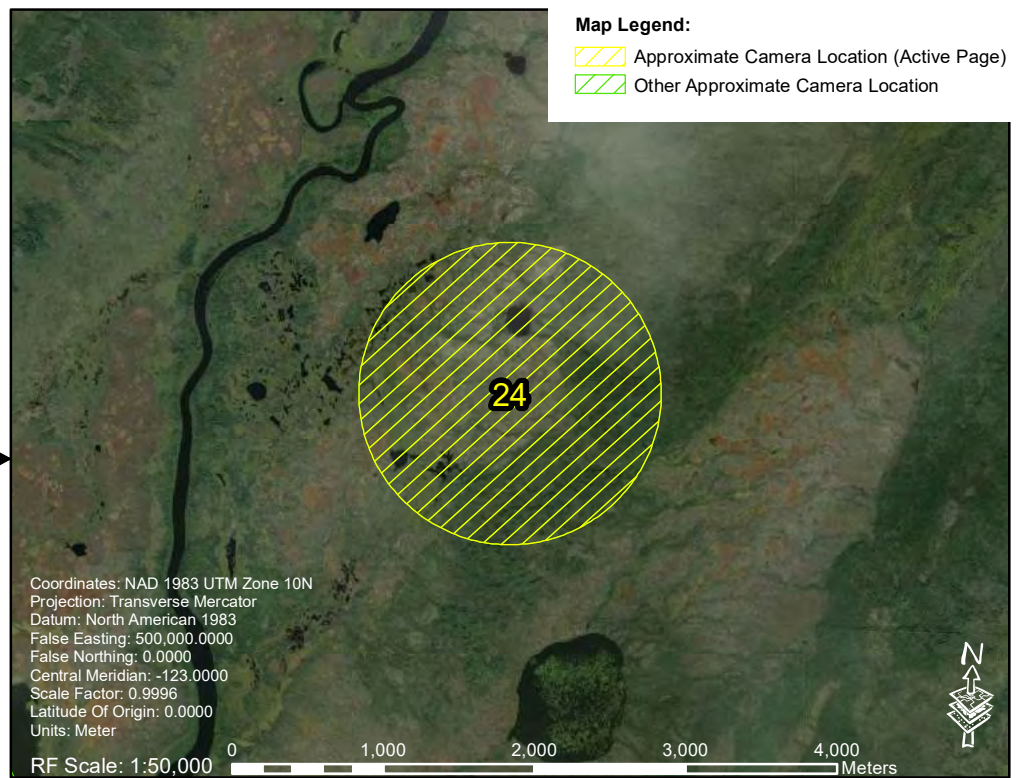 Map Legend:
Approximate Camera Location (Active Page)
Other Approximate Camera Location
24
Coordinates: NAD 1983 UTM Zone 10N
Projection: Transverse Mercator
Datum: North American 1983
False Easting: 500,000.0000
False Northing: 0.0000
Central Meridian: -123.0000
Scale Factor: 0.9996
Latitude Of Origin: 0.0000
Units: Meter
RF Scale: 1:50,000
0 1,000 2,000 3,000 4,000
Meters
N